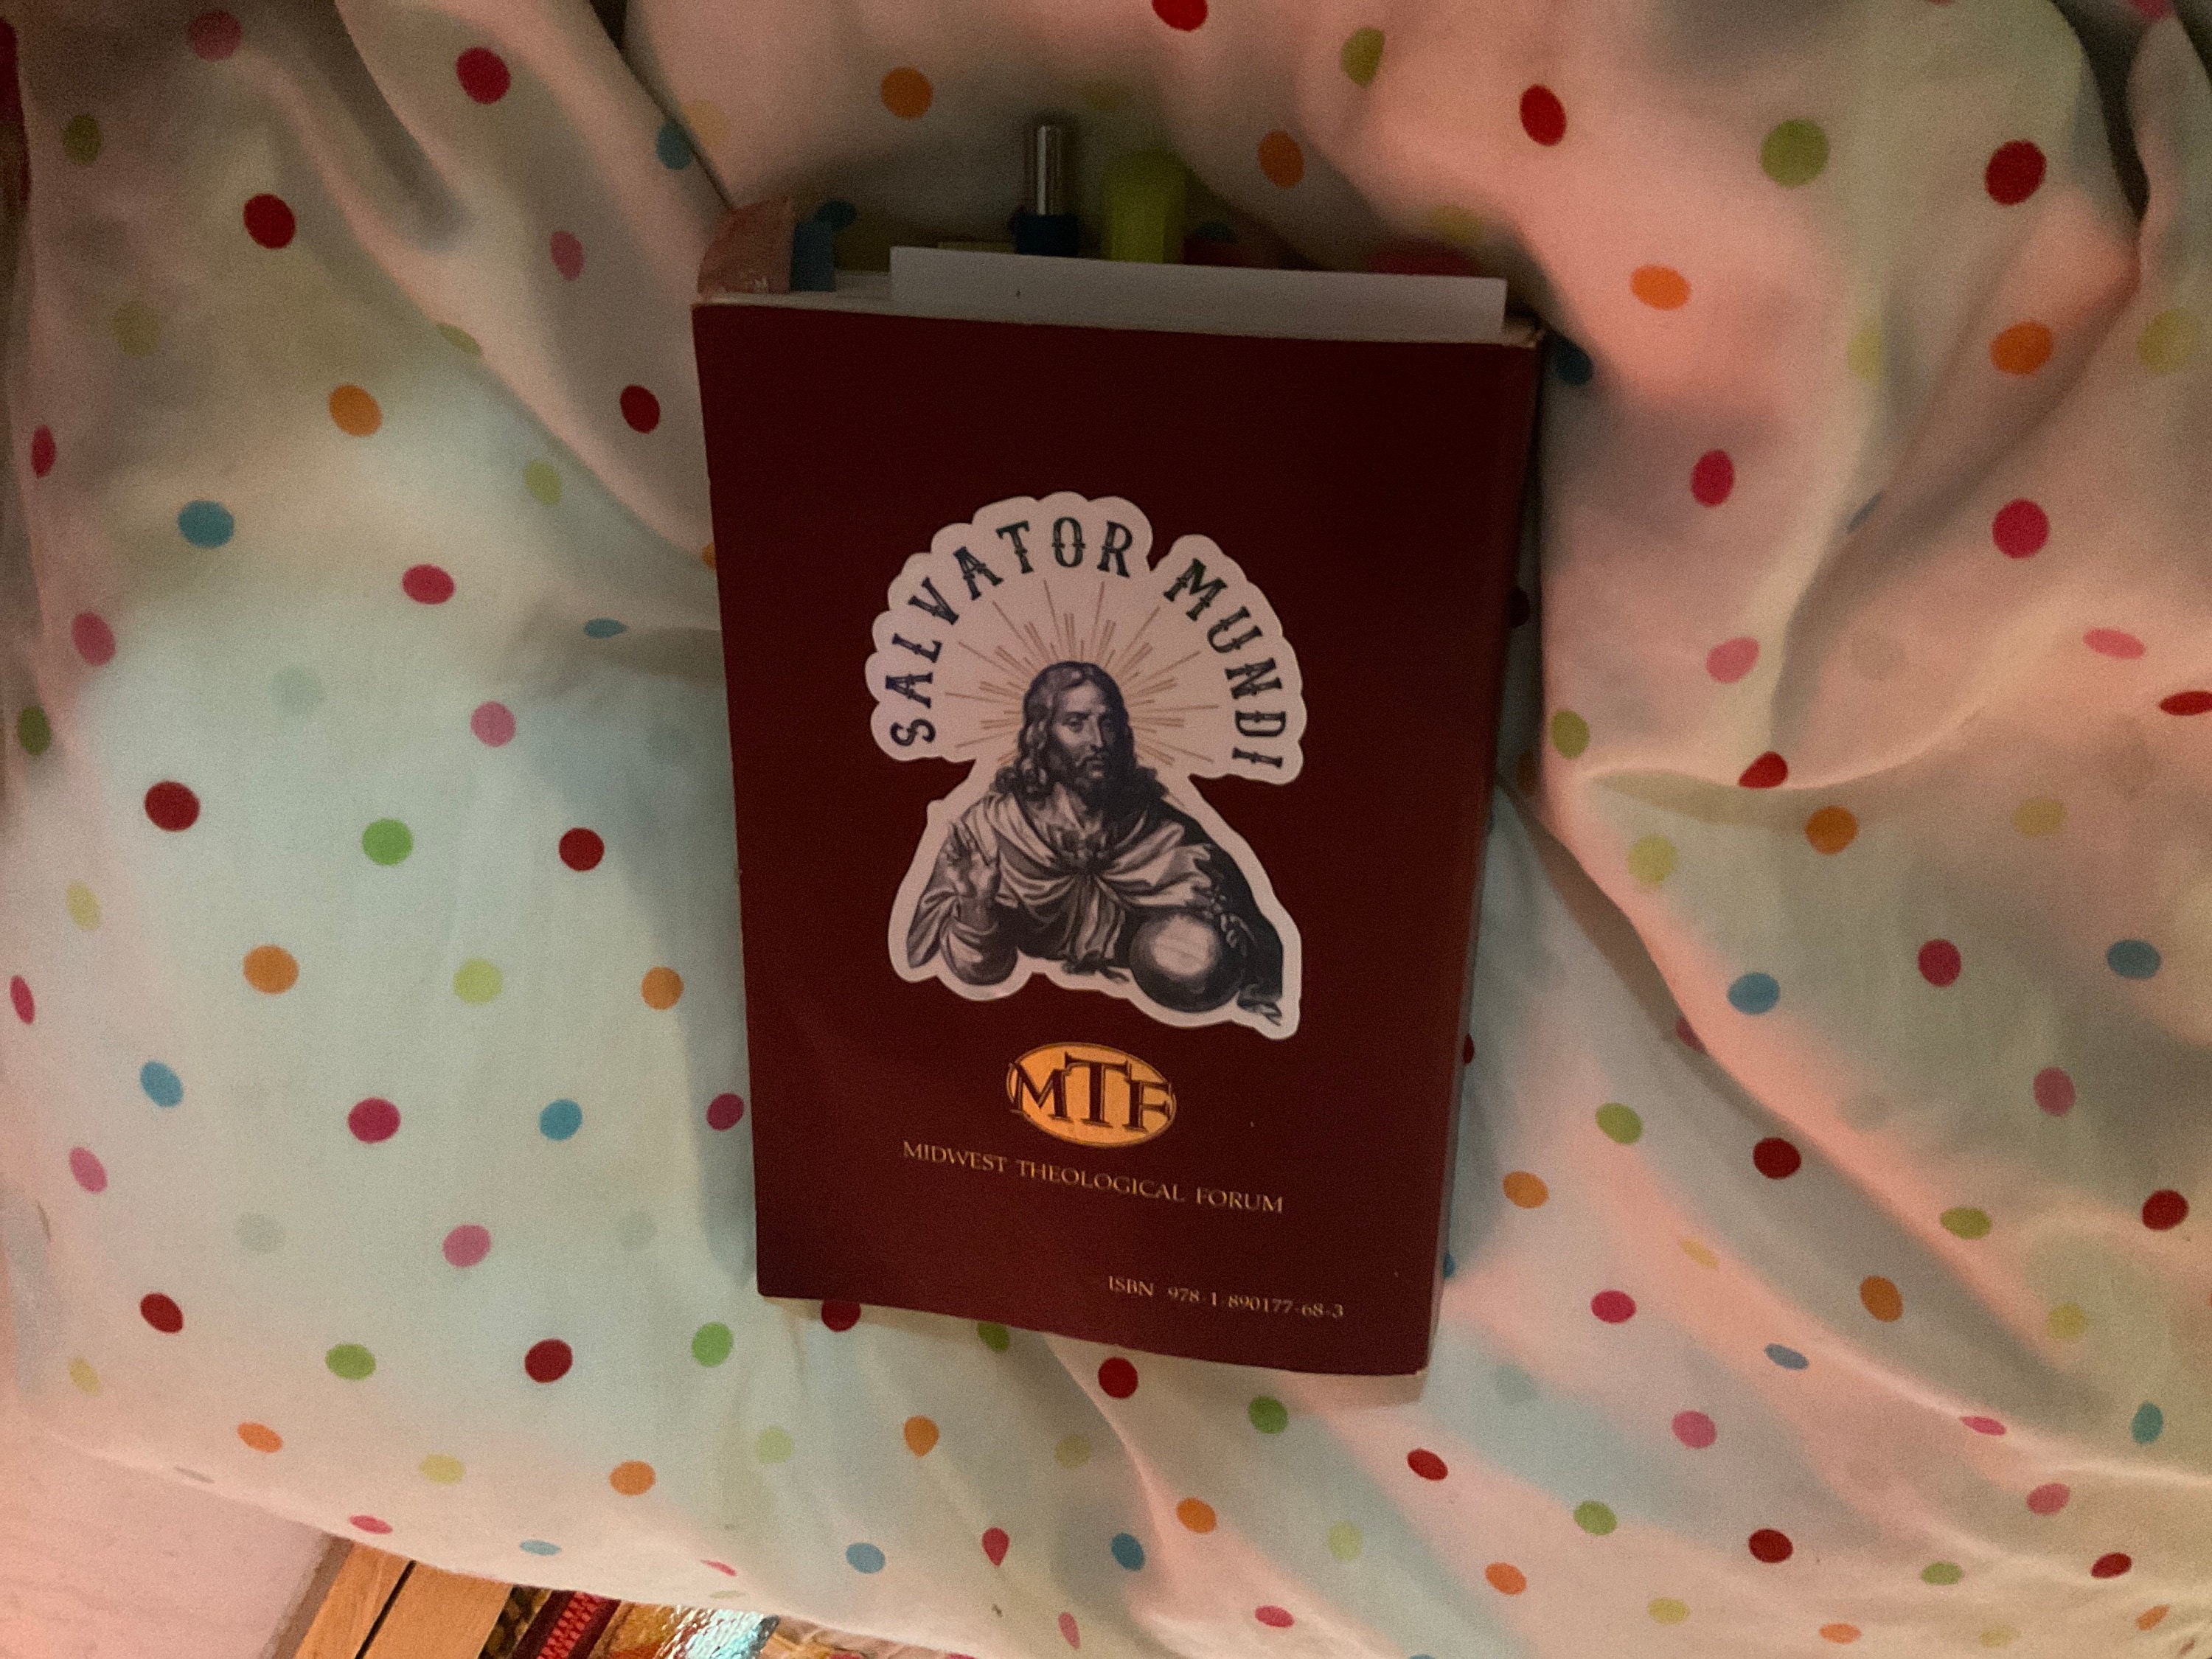 SALVATOR MUNDI
MTF
MIDWEST THEOLOGICAL FORUM
ISBN 978-1-890177-68-3